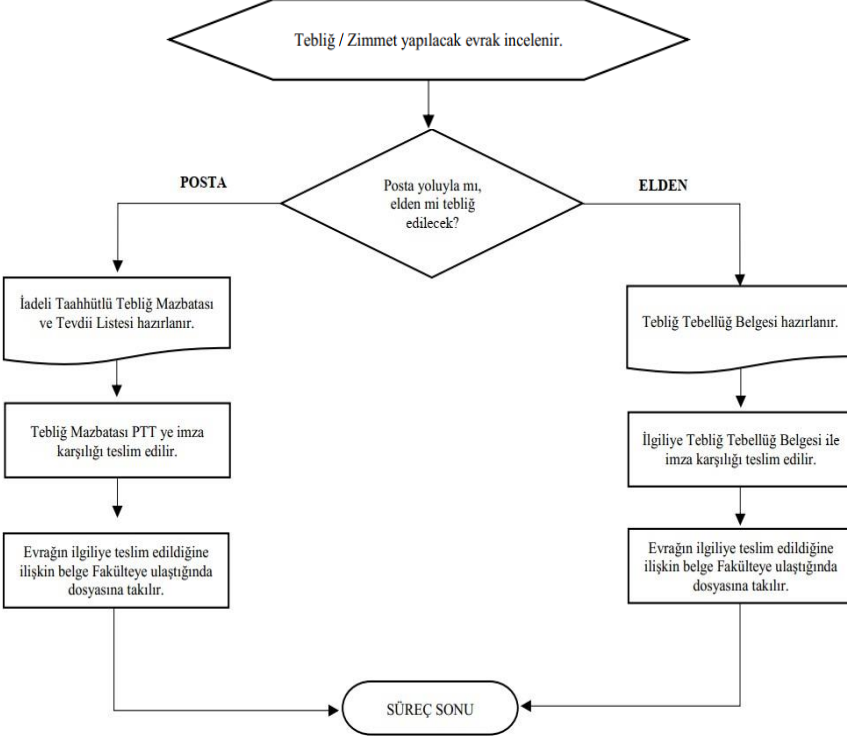 Tebliğ / Zimmet yapılacak evrak incelenir.
Posta yoluyla mı,
elden mi tebliğ
edilecek?
POSTA
ELDEN
İadeli Taahhütlü Tebliğ Mazbatası
ve Tevdii Listesi hazırlanır.
Tebliğ Mazbatası PTT ye imza
karşılığı teslim edilir.
Evrağın ilgiliye teslim edildiğine
ilişkin belge Fakülteye ulaştığında
dosyasına takılır.
Tebliğ Tebellüğ Belgesi hazırlanır.
İlgiliye Tebliğ Tebellüğ Belgesi ile
imza karşılığı teslim edilir.
Evrağın ilgiliye teslim edildiğine
ilişkin belge Fakülteye ulaştığında
dosyasına takılır.
SÜREÇ SONU